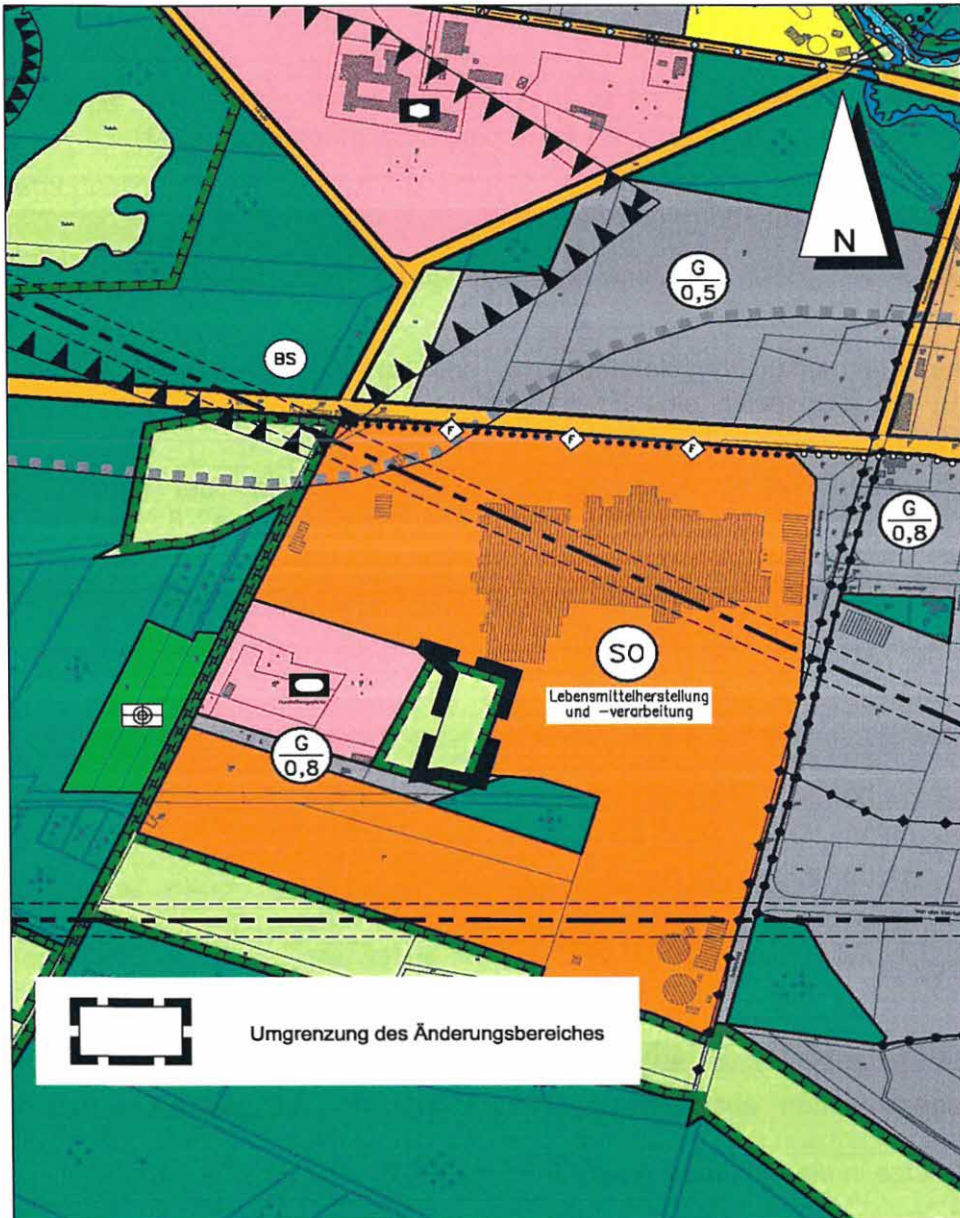 N
G
0,5
BS
F
F
F
G
0,8
SO
Lebensmittelherstellung
und -verarbeitung
G
0,8
Umgrenzung des Änderungsbereiches